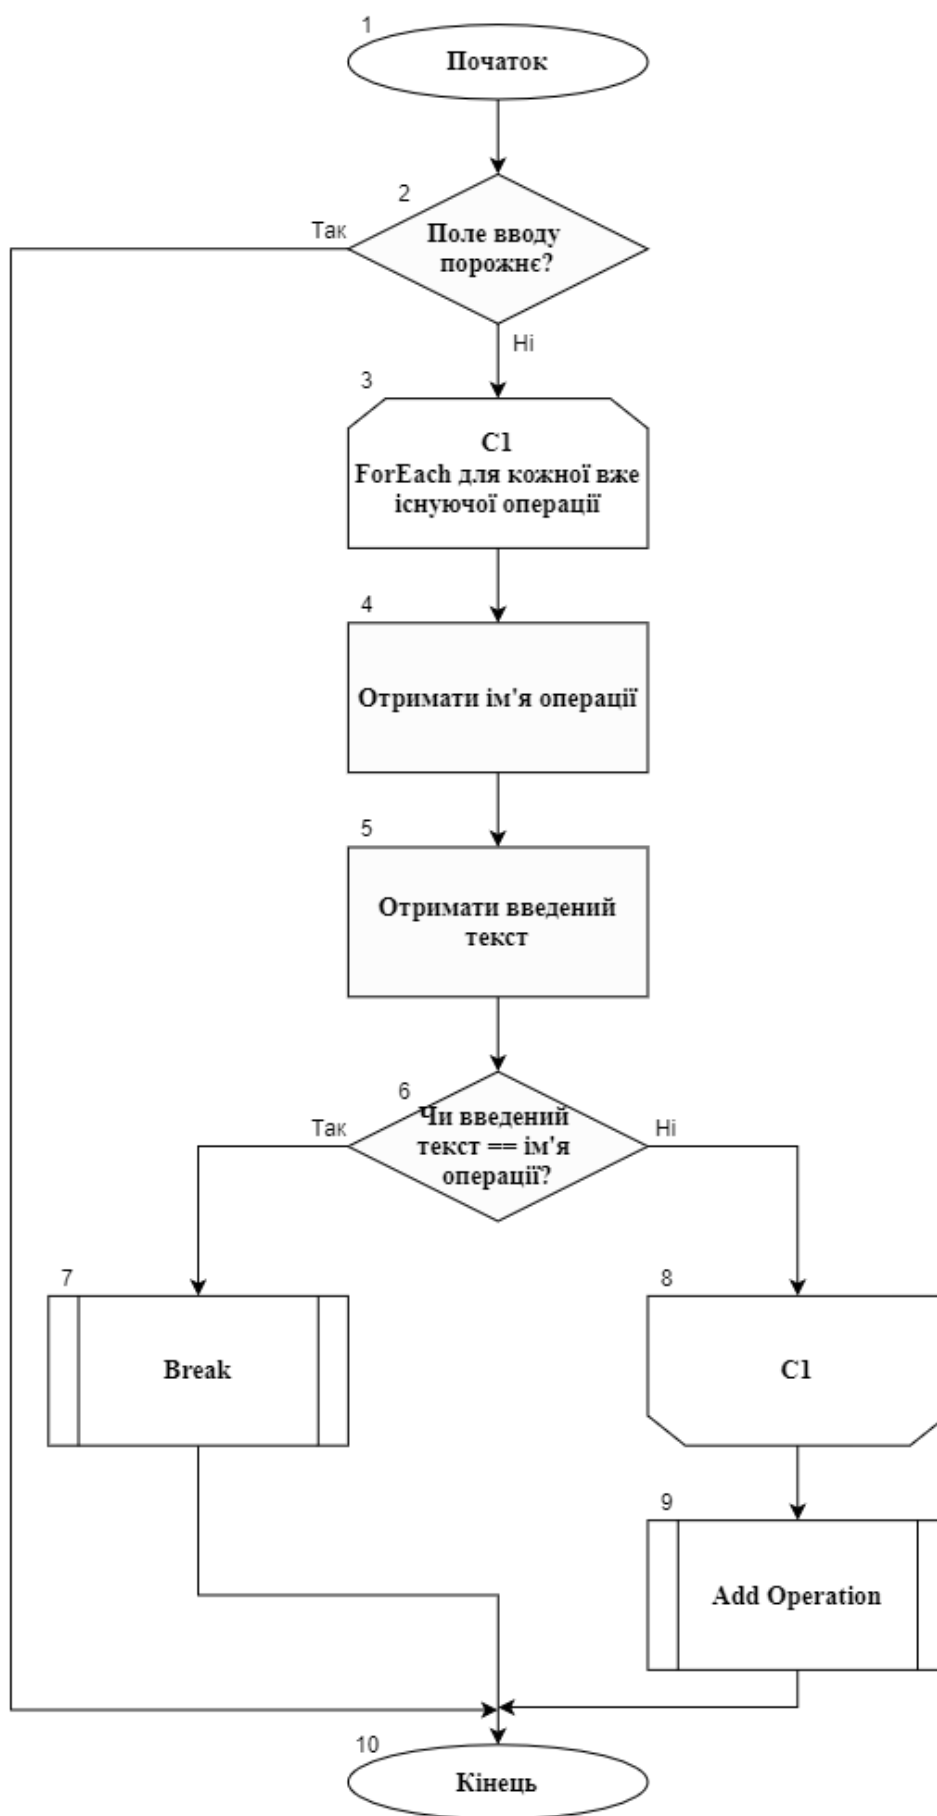 1
Початок
2
Так
Поле вводу
порожнє?
Ні
3
C1
ForEach для кожної вже
існуючої операції
4
Отримати ім'я операції
5
Отримати введений
текст
6
Так
Чи введений
текст == ім'я
операції?
Ні
7
Break
8
C1
9
Add Operation
10
Кінець